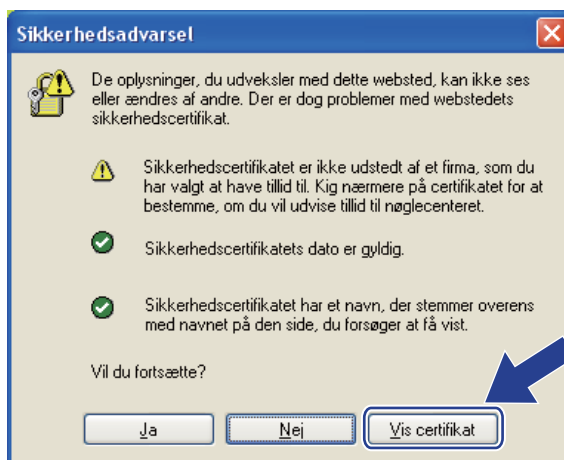 Sikkerhedsadvarsel
De oplysninger, du udveksler med dette websted, kan ikke ses
eller ændres af andre. Der er dog problemer med webstedets
sikkerhedscertifikat.
Sikkerhedscertifikatet er ikke udstedt af et firma, som du
har valgt at have tillid til. Kig nærmere på certifikatet for at
bestemme, om du vil udvise tillid til nøglecenteret.
Sikkerhedscertifikatets dato er gyldig.
Sikkerhedscertifikatet har et navn, der stemmer overens
med navnet på den side, du forsøger at få vist.
Vil du fortsætte?
Ja Nej Vis certifikat